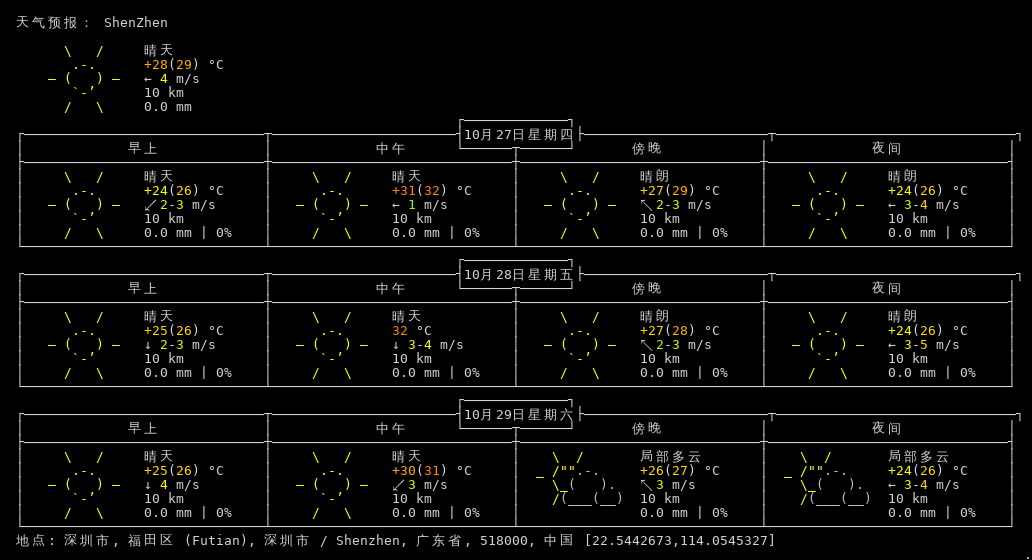 天气预报: ShenZhen
晴天
+28(29) °C
← 4 m/s
10 km
0.0 mm
10月27日星期四
早上 中午 傍晚 夜间
晴天 晴天 晴朗 晴朗
+24(26) °C +31(32) °C +27(29) °C +24(26) °C
↙ 2-3 m/s ← 1 m/s ↖ 2-3 m/s ← 3-4 m/s
10 km 10 km 10 km 10 km
0.0 mm | 0% 0.0 mm | 0% 0.0 mm | 0% 0.0 mm | 0%
10月28日星期五
早上 中午 傍晚 夜间
晴天 晴天 晴朗 晴朗
+25(26) °C 32 °C +27(28) °C +24(26) °C
↓ 2-3 m/s ↓ 3-4 m/s ↖ 2-3 m/s ← 3-5 m/s
10 km 10 km 10 km 10 km
0.0 mm | 0% 0.0 mm | 0% 0.0 mm | 0% 0.0 mm | 0%
10月29日星期六
早上 中午 傍晚 夜间
晴天 晴天 局部多云 局部多云
+25(26) °C +30(31) °C +26(27) °C +24(26) °C
↓ 4 m/s ↙ 3 m/s ↖ 3 m/s ← 3-4 m/s
10 km 10 km 10 km 10 km
0.0 mm | 0% 0.0 mm | 0% 0.0 mm | 0% 0.0 mm | 0%
地点: 深圳市, 福田区 (Futian), 深圳市 / Shenzhen, 广东省, 518000, 中国 [22.5442673,114.0545327]